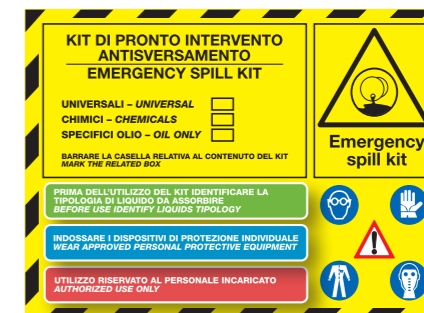 KIT DI PRONTO INTERVENTO
ANTISVERSAMENTO
EMERGENCY SPILL KIT
UNIVERSALI – UNIVERSAL
CHIMICI – CHEMICALS
SPECIFICI OLIO – OIL ONLY
BARRARE LA CASELLA RELATIVA AL CONTENUTO DEL KIT
MARK THE RELATED BOX
Emergency
spill kit
PRIMA DELL'UTILIZZO DEL KIT IDENTIFICARE LA
TIPOLOGIA DI LIQUIDO DA ASSORBIRE
BEFORE USE IDENTIFY LIQUIDS TIPOLOGY
INDOSSARE I DISPOSITIVI DI PROTEZIONE INDIVIDUALE
WEAR APPROVED PERSONAL PROTECTIVE EQUIPMENT
UTILIZZO RISERVATO AL PERSONALE INCARICATO
AUTHORIZED USE ONLY